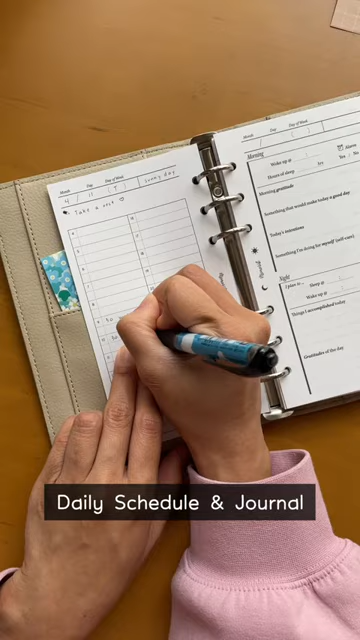 Month Day Day of Week
4 / 11 ( T ) Sunny day
Take a rest ♡
Month Day Day of Week
/ ( )
Morning
Wake up at :
Alarm
Hours of sleep hrs
Yes / No
Morning gratitude
Something that would make today a good day
Today's intentions
Something I'm doing for myself (self-care)
Night
Sleep at :
Wake up at :
Things I accomplished today
Gratitudes of the day
Daily Schedule & Journal